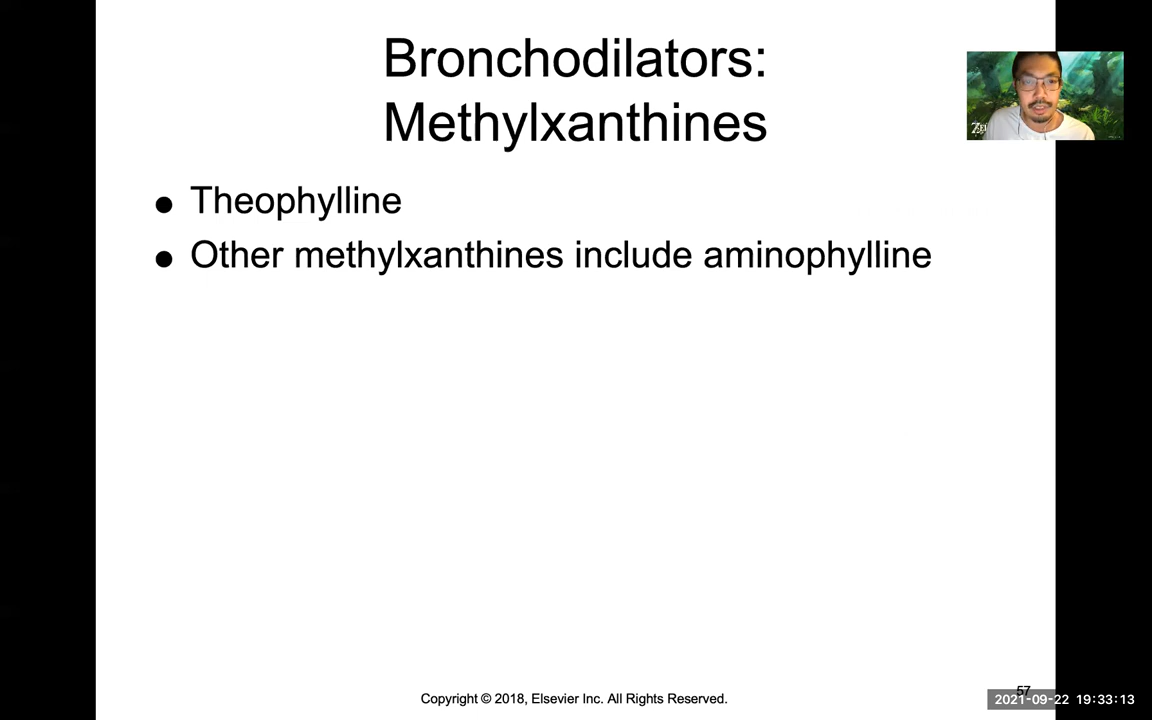 Bronchodilators:
Methylxanthines
● Theophylline
● Other methylxanthines include aminophylline
Copyright © 2018, Elsevier Inc. All Rights Reserved.
57
2021-09-22 19:33:13